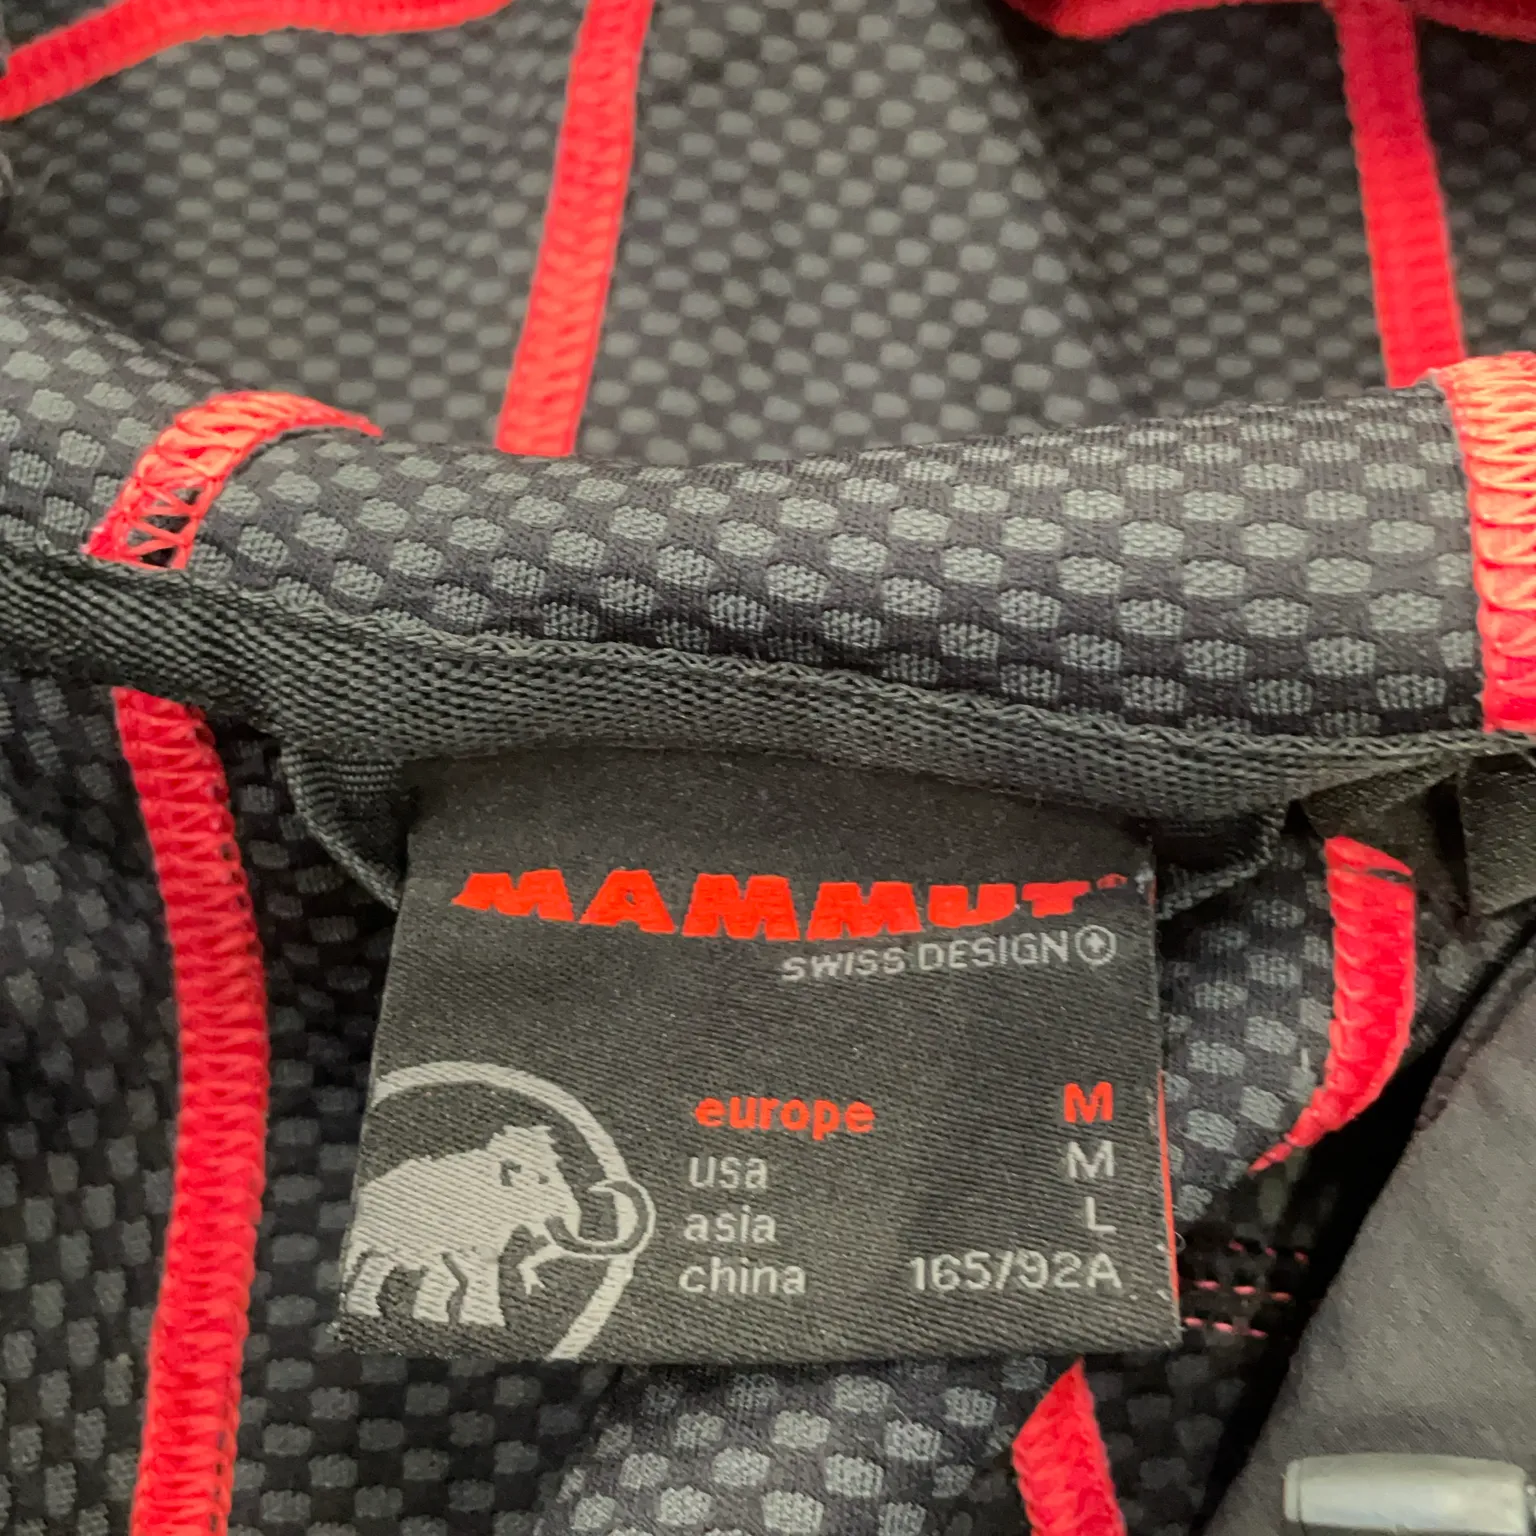 MAMMUT
SWISS DESIGN
europe M
usa M
asia L
china 165/92A